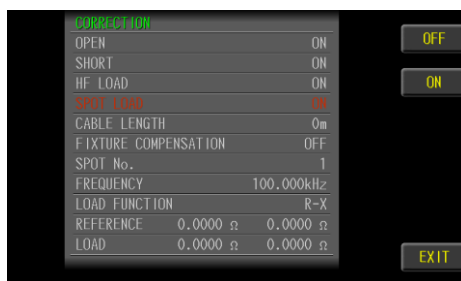 CORRECTION
OPEN ON
SHORT ON
HF LOAD ON
SPOT LOAD ON
CABLE LENGTH 0m
FIXTURE COMPENSATION OFF
SPOT No. 1
FREQUENCY 100.000kHz
LOAD FUNCTION R-X
REFERENCE 0.0000 Ω 0.0000 Ω
LOAD 0.0000 Ω 0.0000 Ω
OFF
ON
EXIT